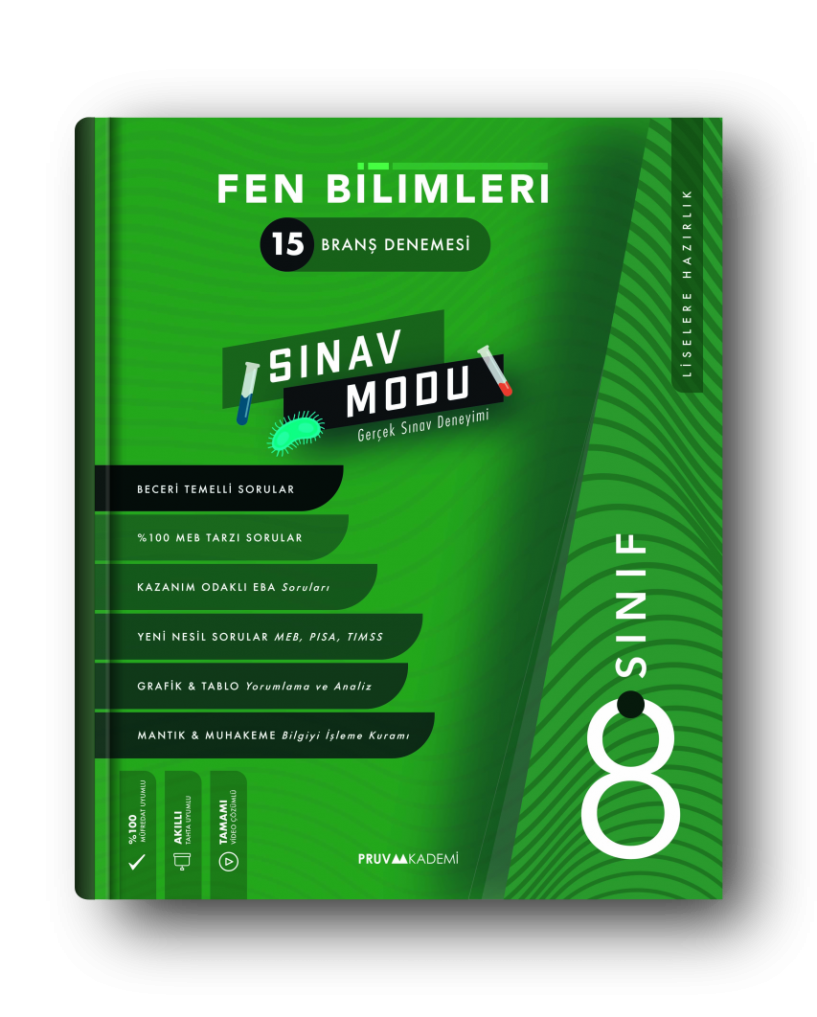 FEN BİLİMLERİ
15 BRANŞ DENEMESİ
LİSELERE HAZIRLIK
SINAV
MODU
Gerçek Sınav Deneyimi
BECERİ TEMELLİ SORULAR
%100 MEB TARZI SORULAR
KAZANIM ODAKLI EBA Soruları
YENİ NESİL SORULAR MEB, PISA, TIMSS
GRAFİK & TABLO Yorumlama ve Analiz
MANTIK & MUHAKEME Bilgiyi İşleme Kuramı
8. SINIF
%100
MÜFREDAT UYUMLU
AKILLI
TAHTA UYUMLU
TAMAMI
VİDEO ÇÖZÜMLÜ
PRUVAAKADEMİ